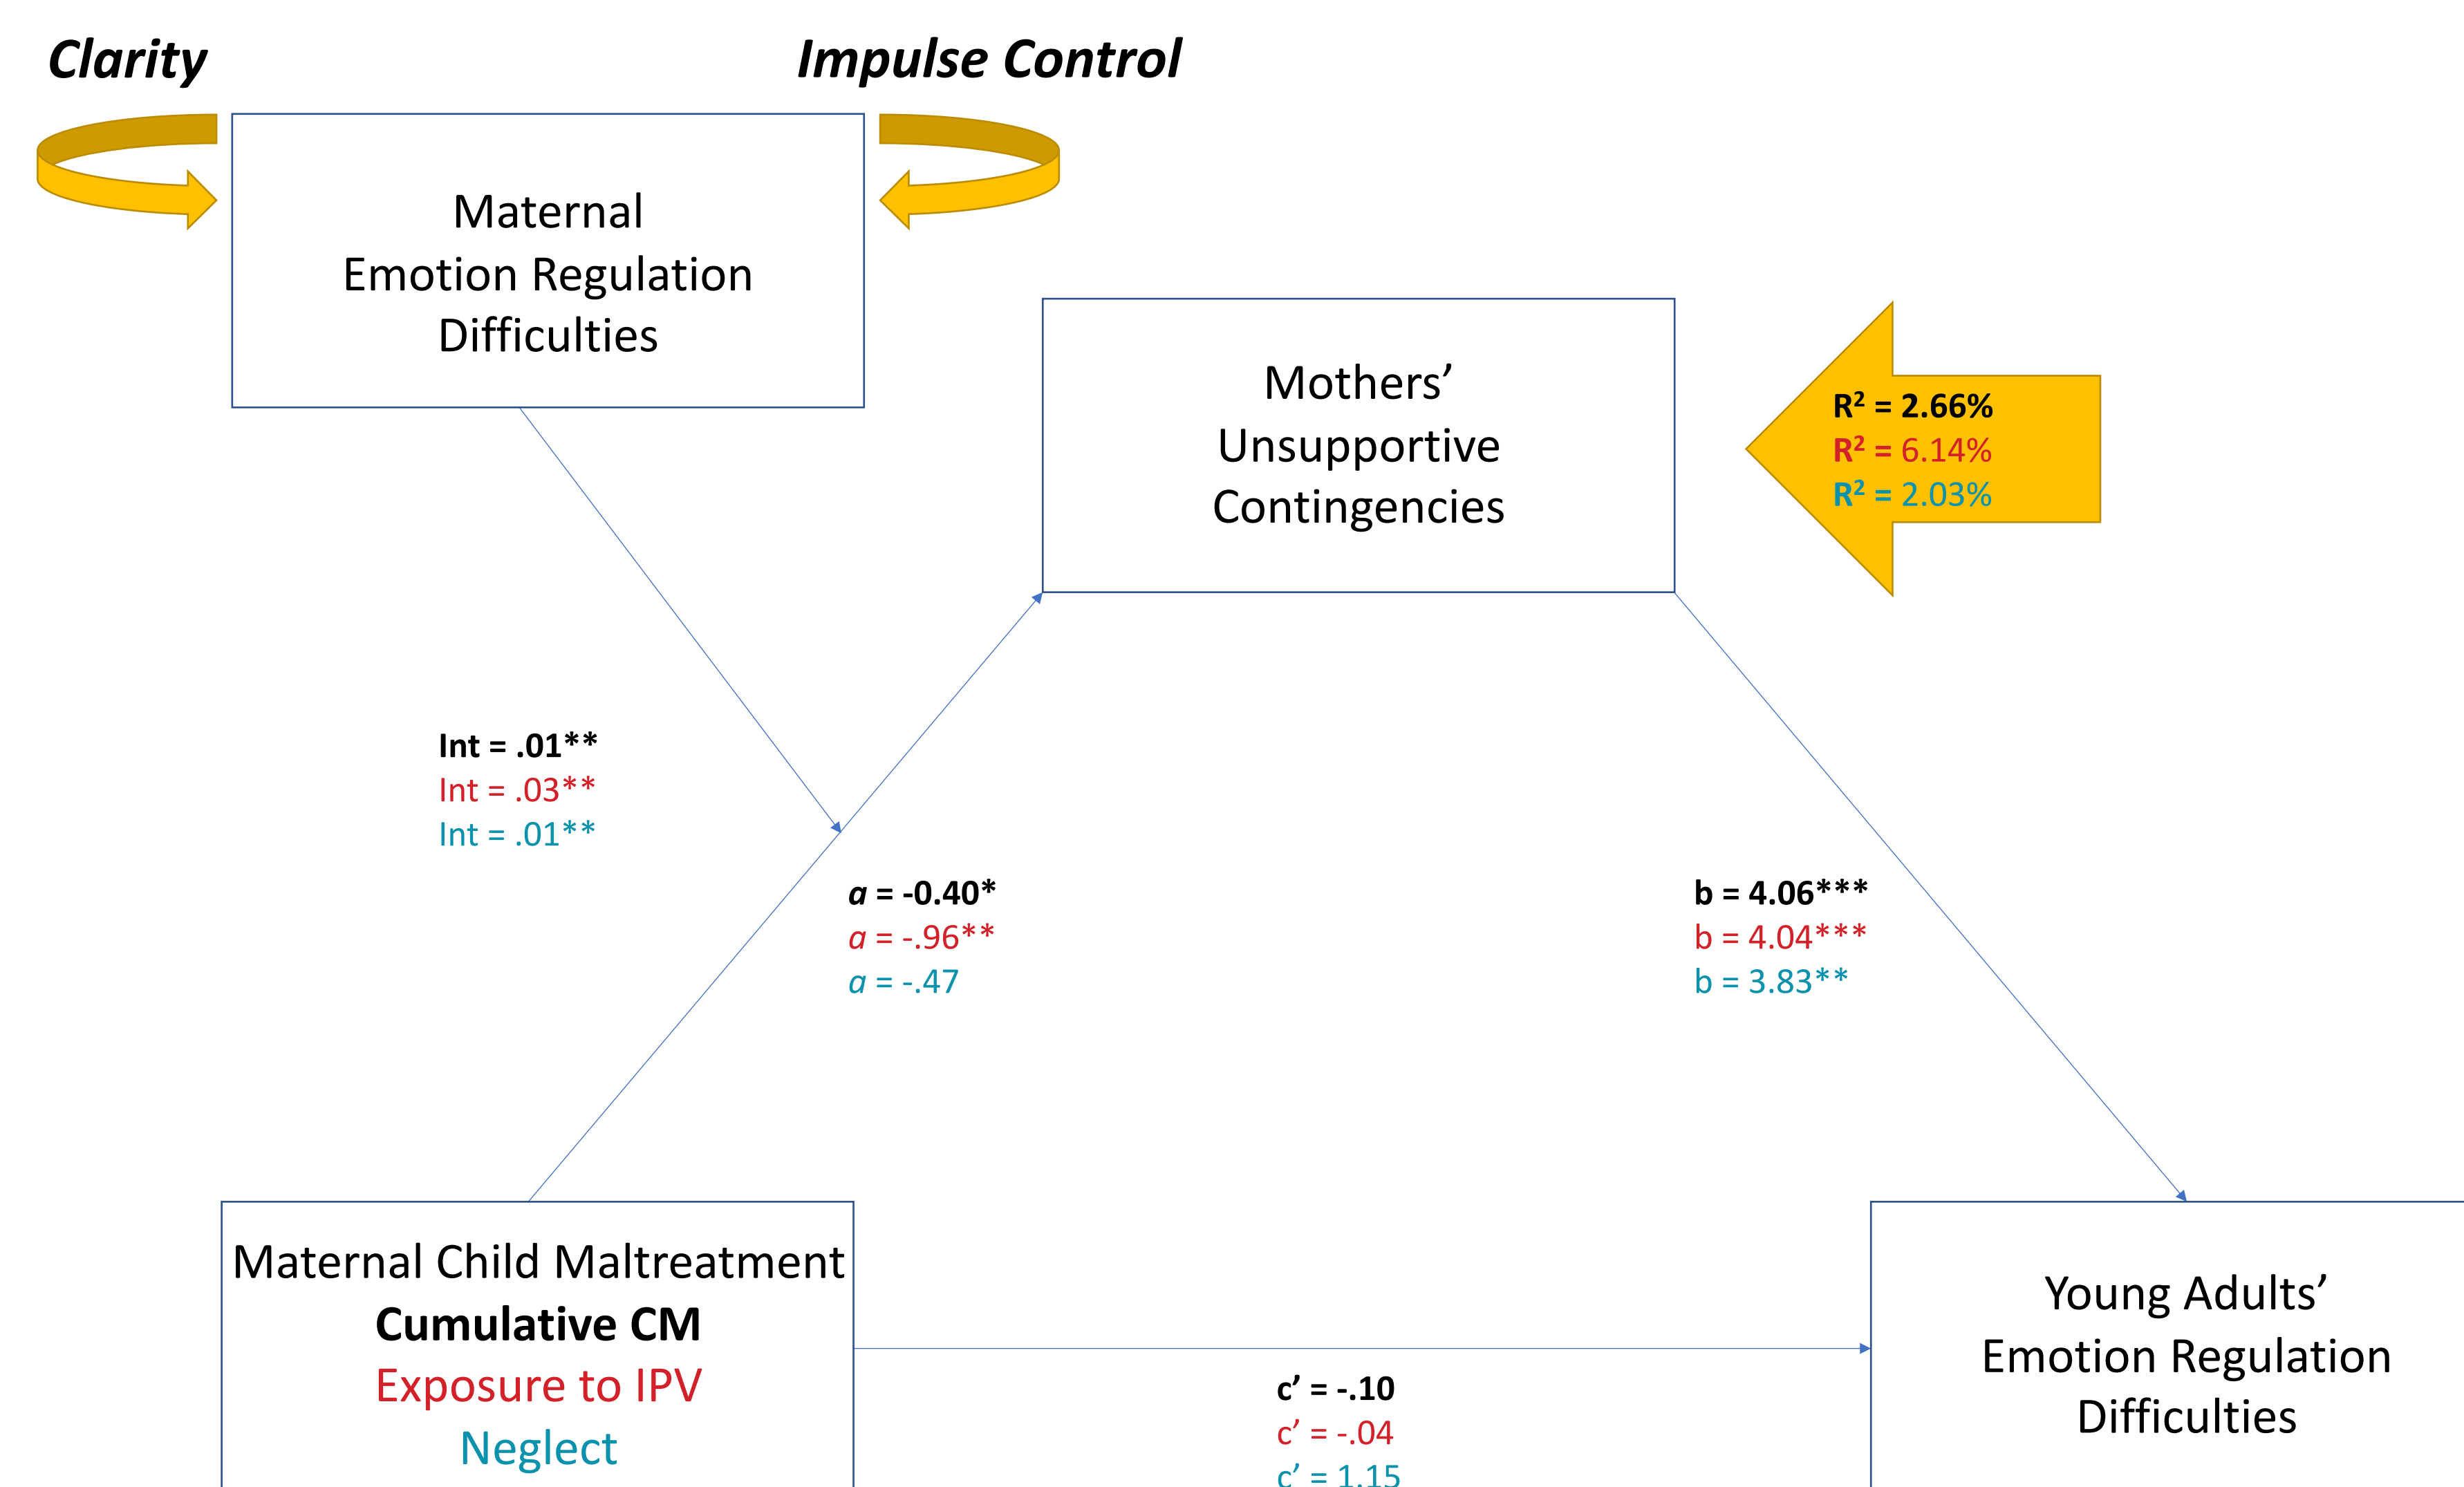 Clarity
Impulse Control
Maternal
Emotion Regulation
Difficulties
Mothers’
Unsupportive
Contingencies
R² = 2.66%
R² = 6.14%
R² = 2.03%
Int = .01**
Int = .03**
Int = .01**
a = -0.40*
a = -.96**
a = -.47
b = 4.06***
b = 4.04***
b = 3.83**
Maternal Child Maltreatment
Cumulative CM
Exposure to IPV
Neglect
c’ = -.10
c’ = -.04
c’ = 1.15
Young Adults’
Emotion Regulation
Difficulties